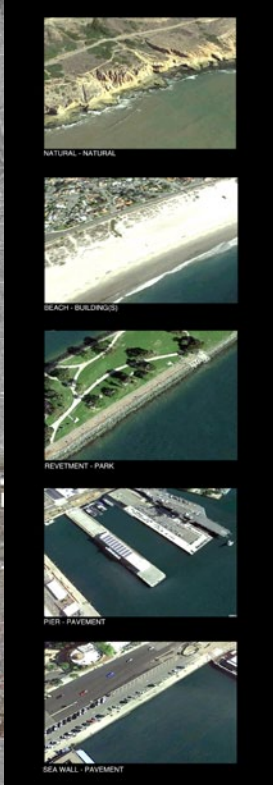 NATURAL - NATURAL
BEACH - BUILDING(S)
REVETMENT - PARK
PIER - PAVEMENT
SEA WALL - PAVEMENT